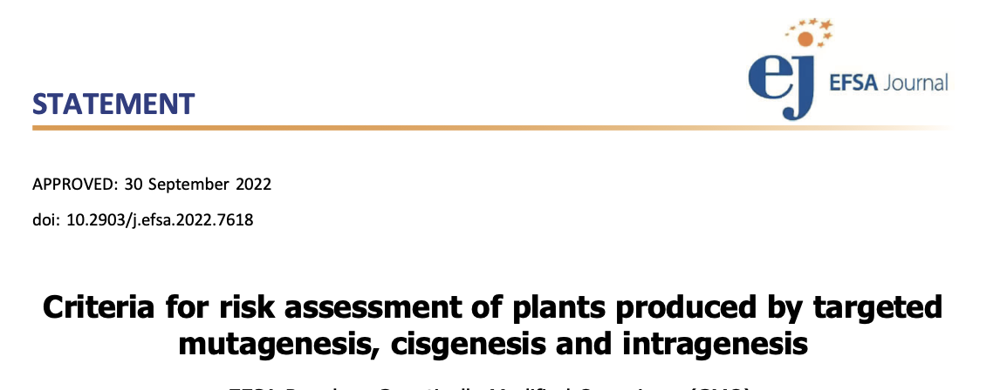 ej EFSA Journal
STATEMENT
APPROVED: 30 September 2022
doi: 10.2903/j.efsa.2022.7618
Criteria for risk assessment of plants produced by targeted
mutagenesis, cisgenesis and intragenesis